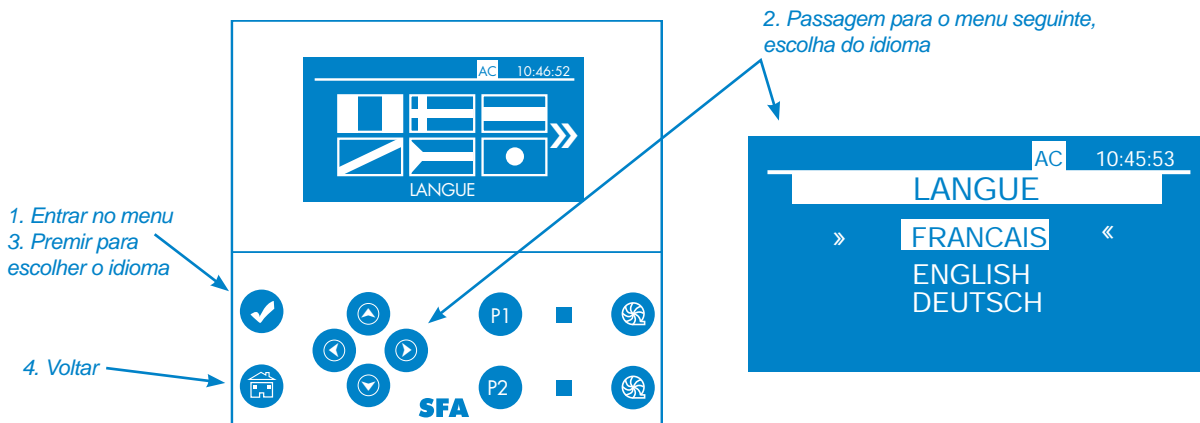 2. Passagem para o menu seguinte,
escolha do idioma
AC 10:46:52
LANGUE
1. Entrar no menu
3. Premir para
escolher o idioma
4. Voltar
P1
P2
SFA
AC 10:45:53
LANGUE
» FRANCAIS «
ENGLISH
DEUTSCH